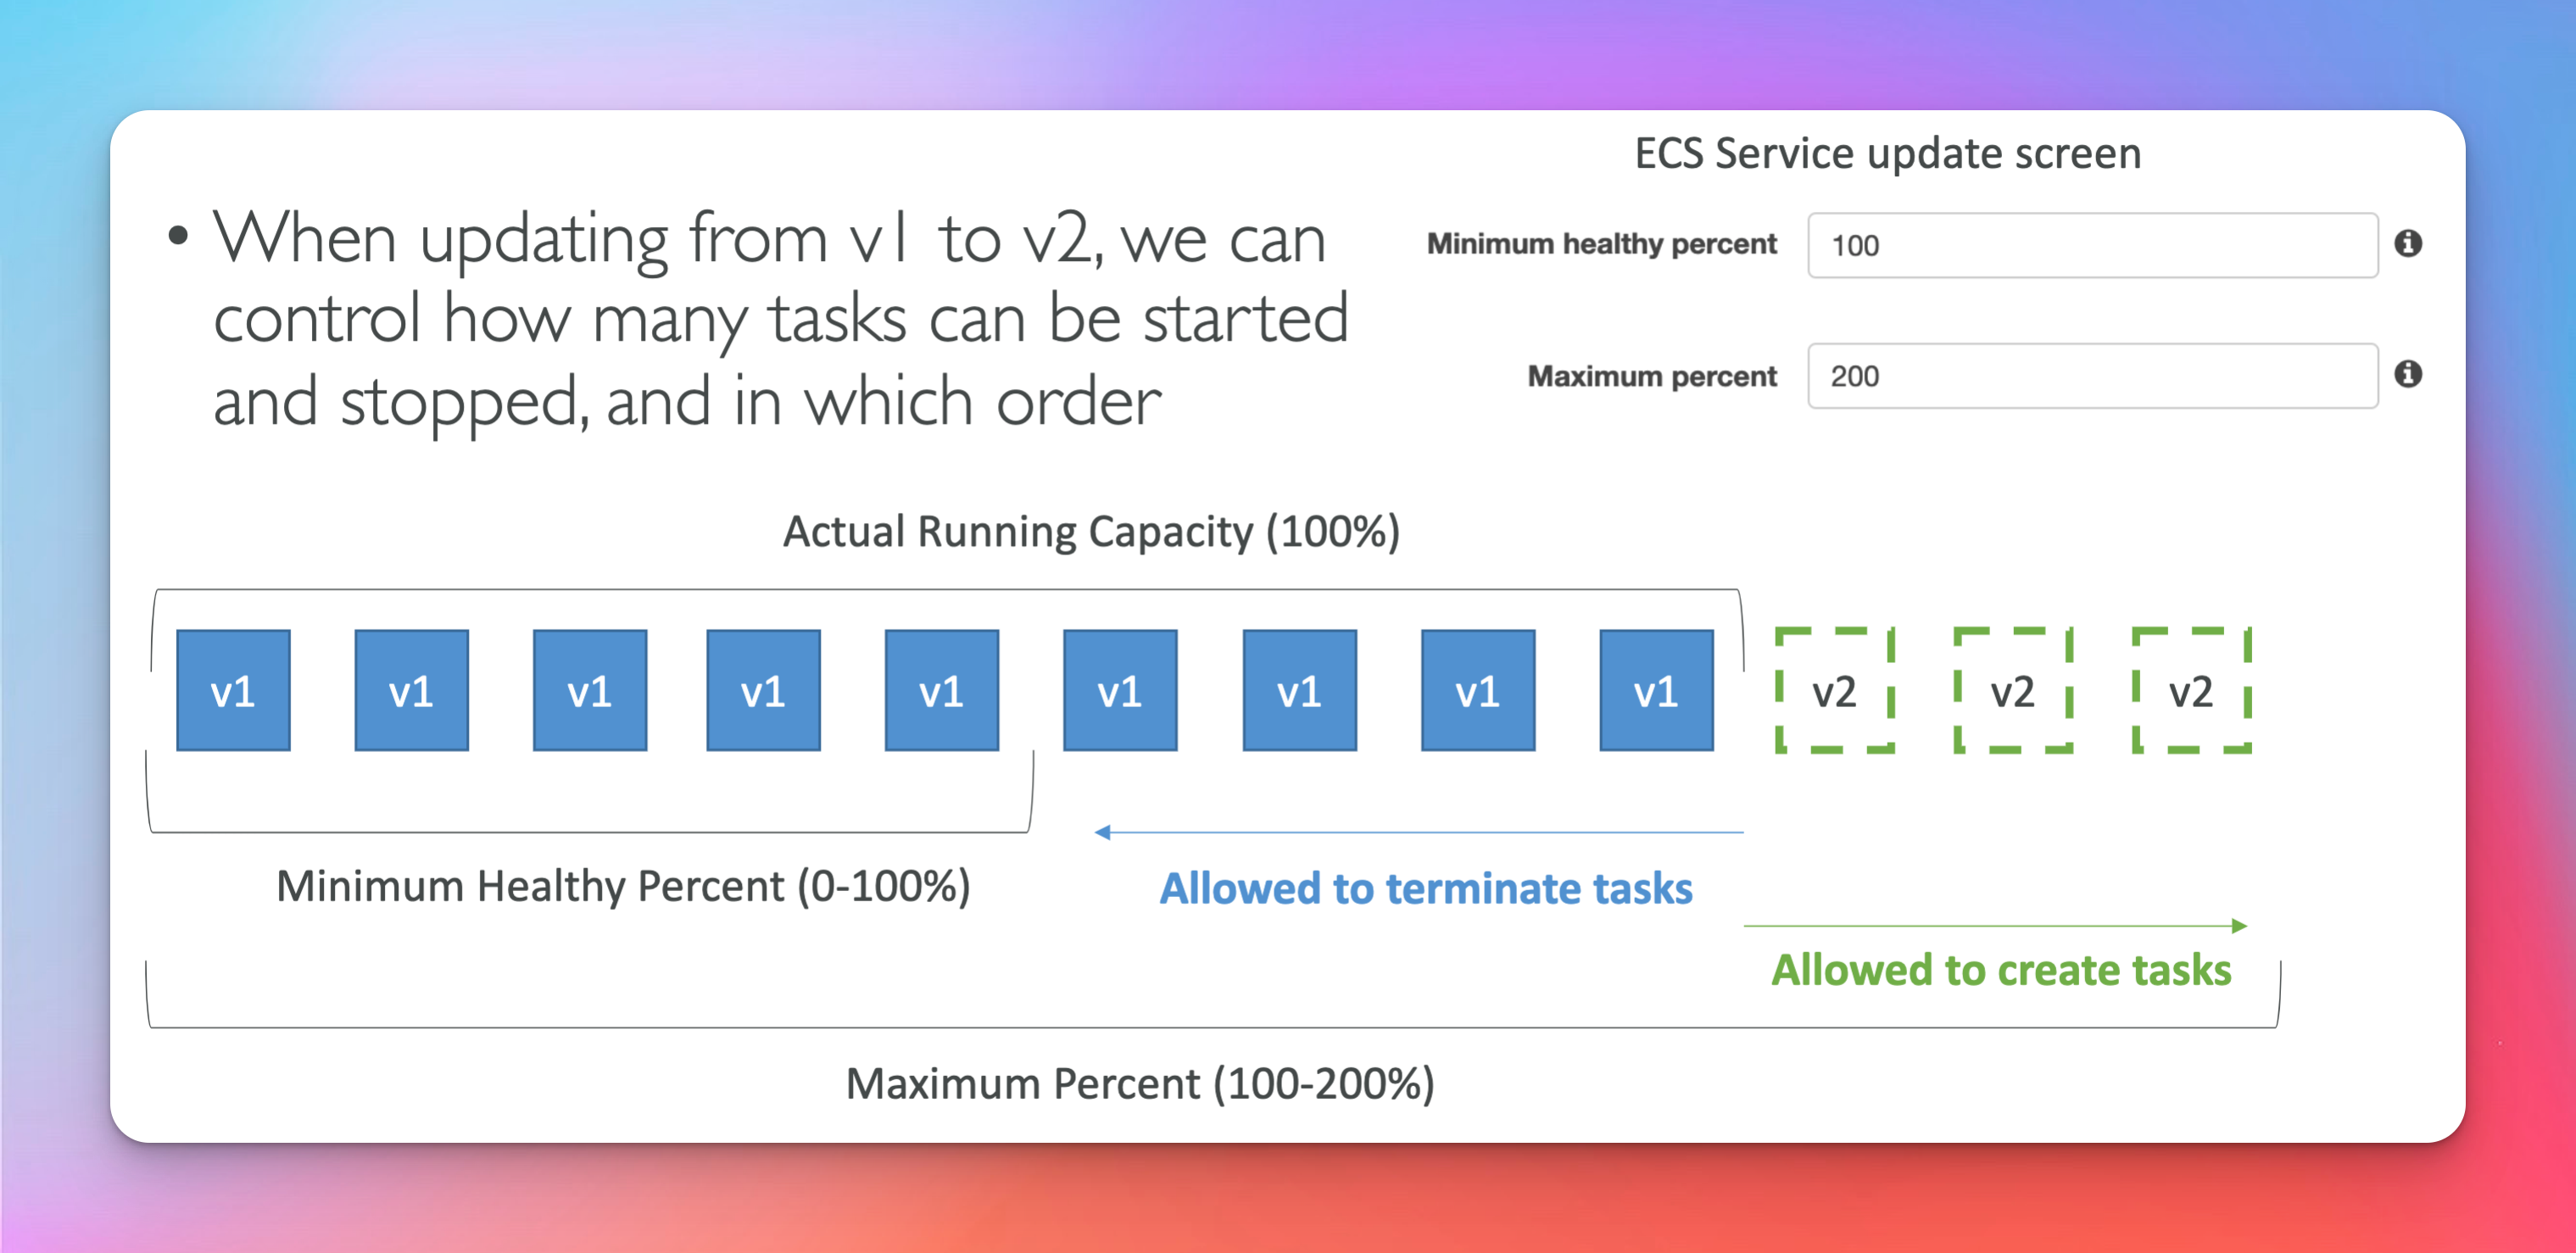 ECS Service update screen
• When updating from v1 to v2, we can
control how many tasks can be started
and stopped, and in which order
Minimum healthy percent 100
Maximum percent 200
Actual Running Capacity (100%)
v1 v1 v1 v1 v1 v1 v1 v1 v1 v2 v2 v2
Minimum Healthy Percent (0-100%)
Allowed to terminate tasks
Allowed to create tasks
Maximum Percent (100-200%)